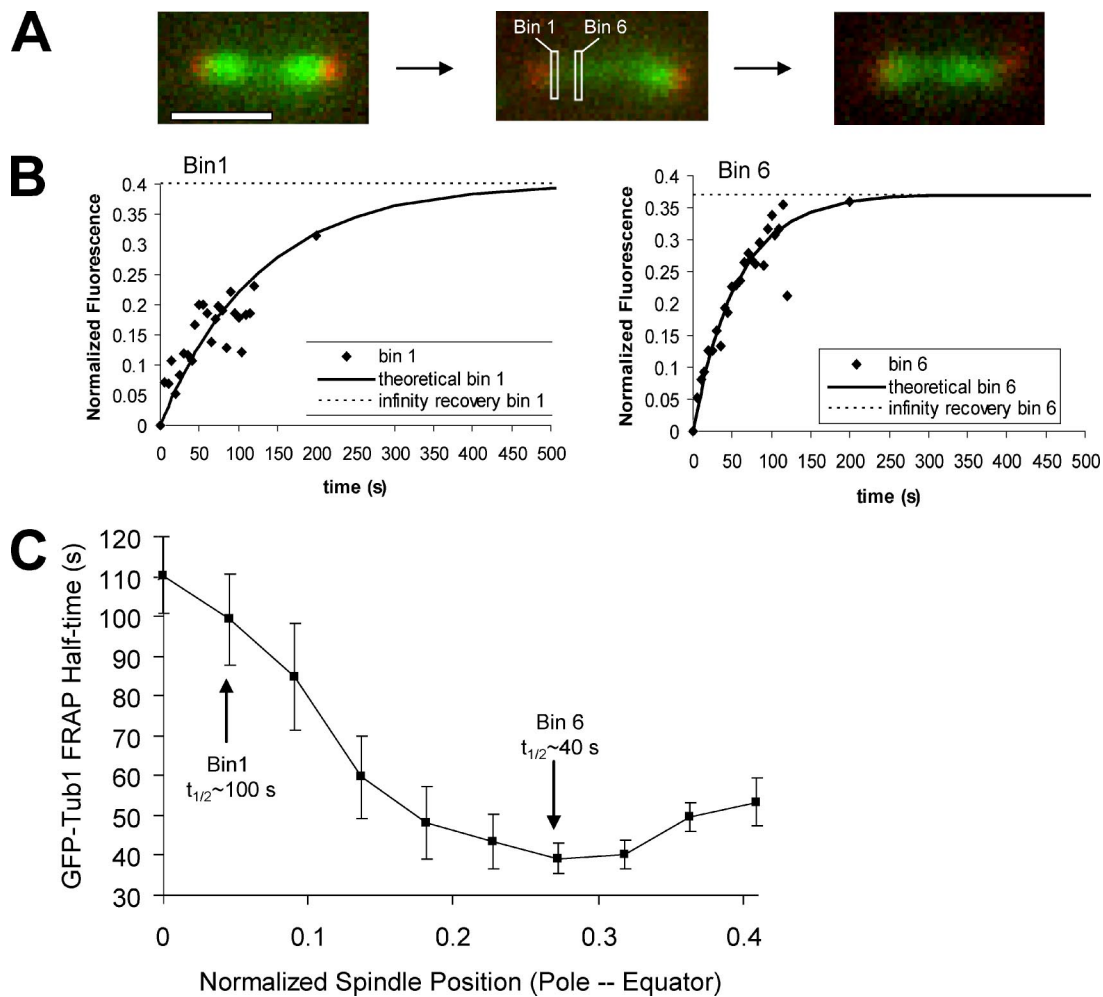 A
Bin 1
Bin 6
B
Bin1
Normalized Fluorescence
0.4
0.35
0.3
0.25
0.2
0.15
0.1
0.05
0
0 50 100 150 200 250 300 350 400 450 500
time (s)
bin 1
theoretical bin 1
infinity recovery bin 1
Bin 6
Normalized Fluorescence
0.4
0.35
0.3
0.25
0.2
0.15
0.1
0.05
0
0 50 100 150 200 250 300 350 400 450 500
time (s)
bin 6
theoretical bin 6
infinity recovery bin 6
C
GFP-Tub1 FRAP Half-time (s)
120
110
100
90
80
70
60
50
40
30
Bin1
t1/2~100 s
Bin 6
t1/2~40 s
0 0.1 0.2 0.3 0.4
Normalized Spindle Position (Pole -- Equator)